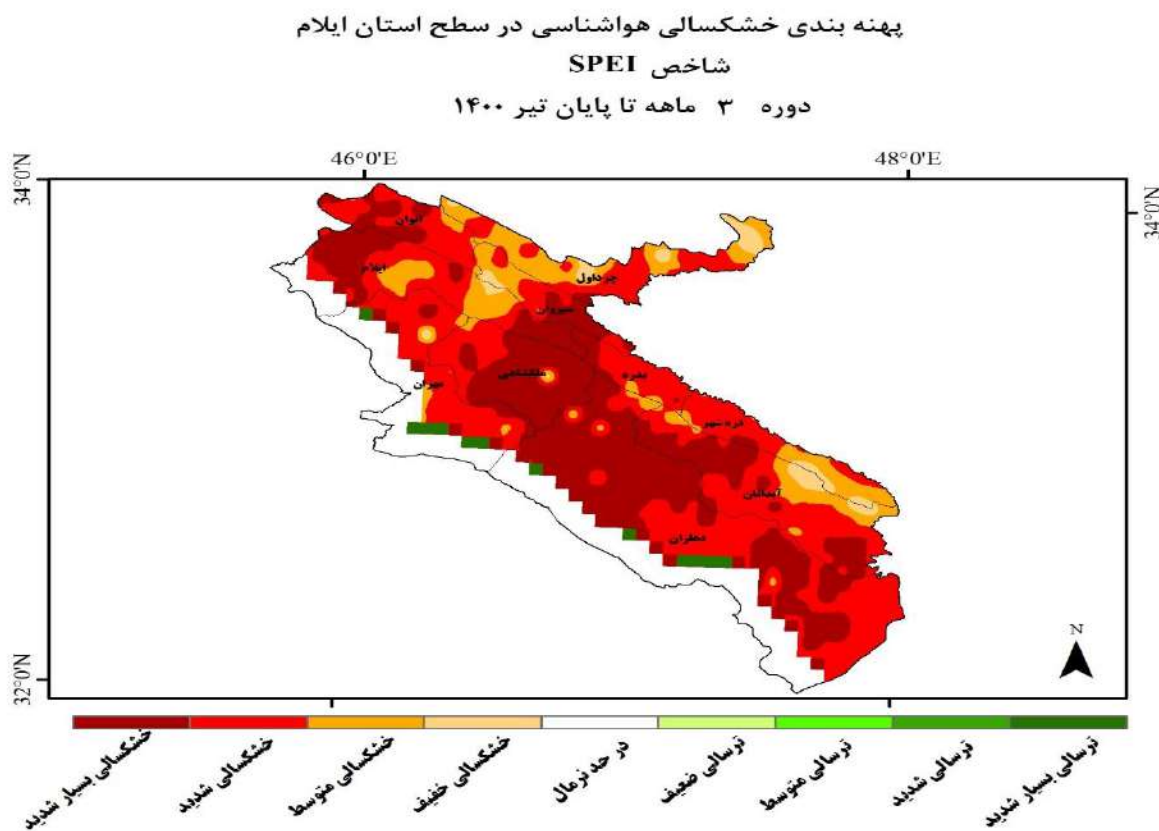 پهنه بندی خشکسالی هواشناسی در سطح استان ایلام
شاخص SPEI
دوره ۳ ماهه تا پایان تیر ۱۴۰۰
46°0'E
48°0'E
34°0'N
34°0'N
ایوان
ایلام
چرداول
سیروان
ملکشاهی
بدره
مهران
دره شهر
آبدانان
دهلران
N
32°0'N
32°0'N
خشکسالی بسیار شدید
خشکسالی شدید
خشکسالی متوسط
خشکسالی خفیف
در حد نرمال
ترسالی ضعیف
ترسالی متوسط
ترسالی شدید
ترسالی بسیار شدید